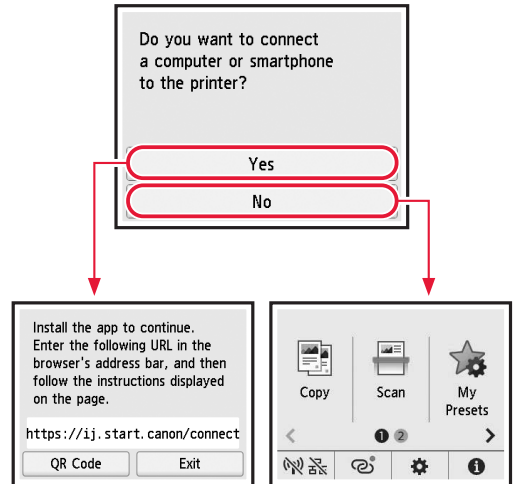 Do you want to connect
a computer or smartphone
to the printer?
Yes
No
Install the app to continue.
Enter the following URL in the
browser's address bar, and then
follow the instructions displayed
on the page.
https://ij.start.canon/connect
QR Code Exit
Copy Scan My
Presets
1 2